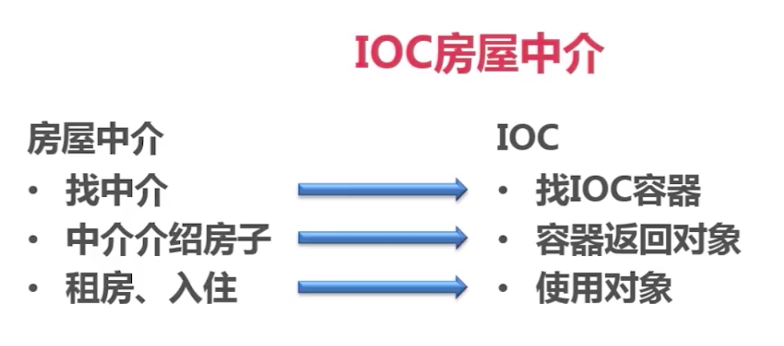 IOC房屋中介
房屋中介
• 找中介
• 中介介绍房子
• 租房、入住
IOC
• 找IOC容器
• 容器返回对象
• 使用对象